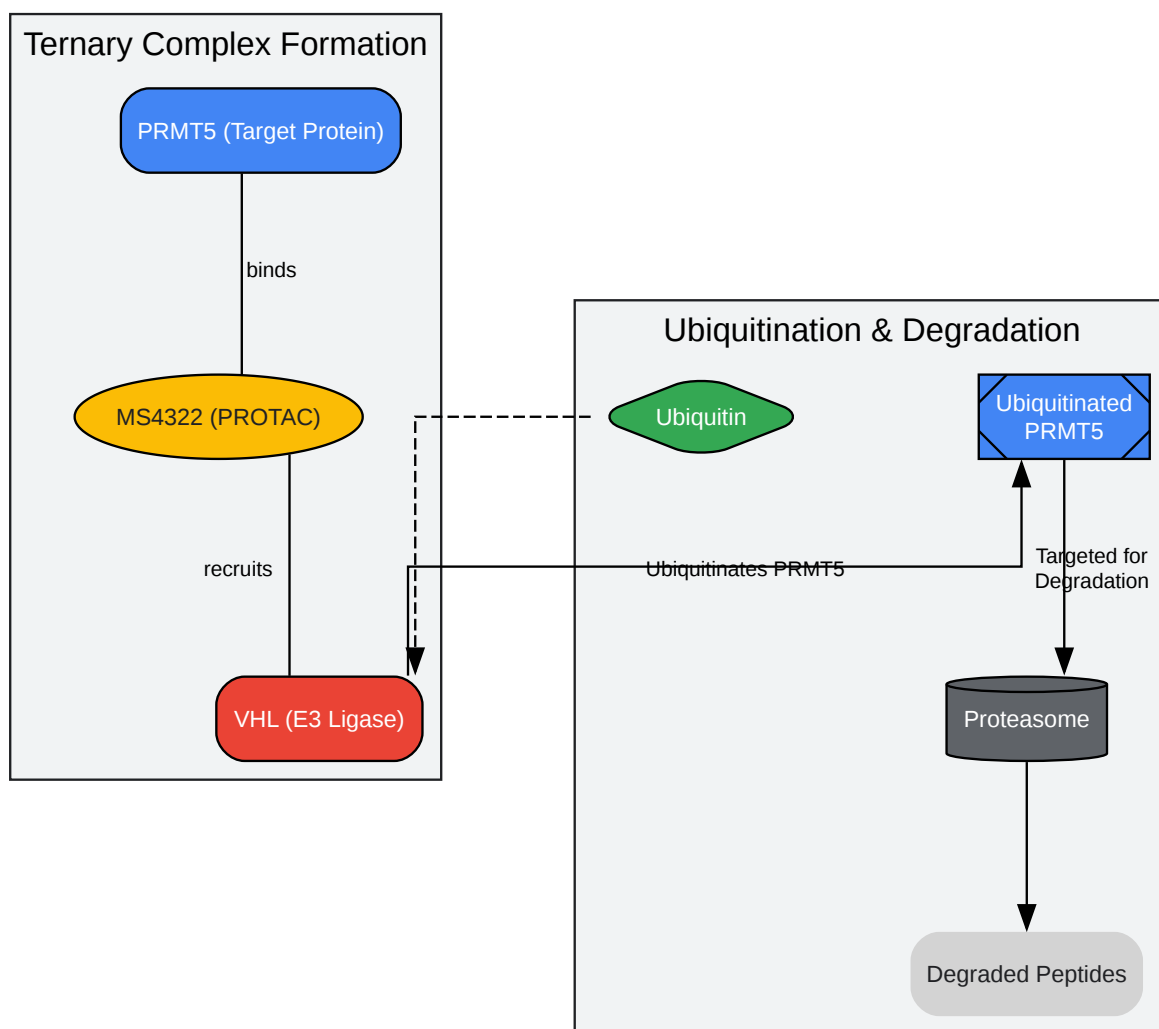 Ternary Complex Formation
PRMT5 (Target Protein)
binds
MS4322 (PROTAC)
recruits
VHL (E3 Ligase)
Ubiquitination & Degradation
Ubiquitin
Ubiquitinated
PRMT5
Ubiquitinates PRMT5
Targeted for
Degradation
Proteasome
Degraded Peptides